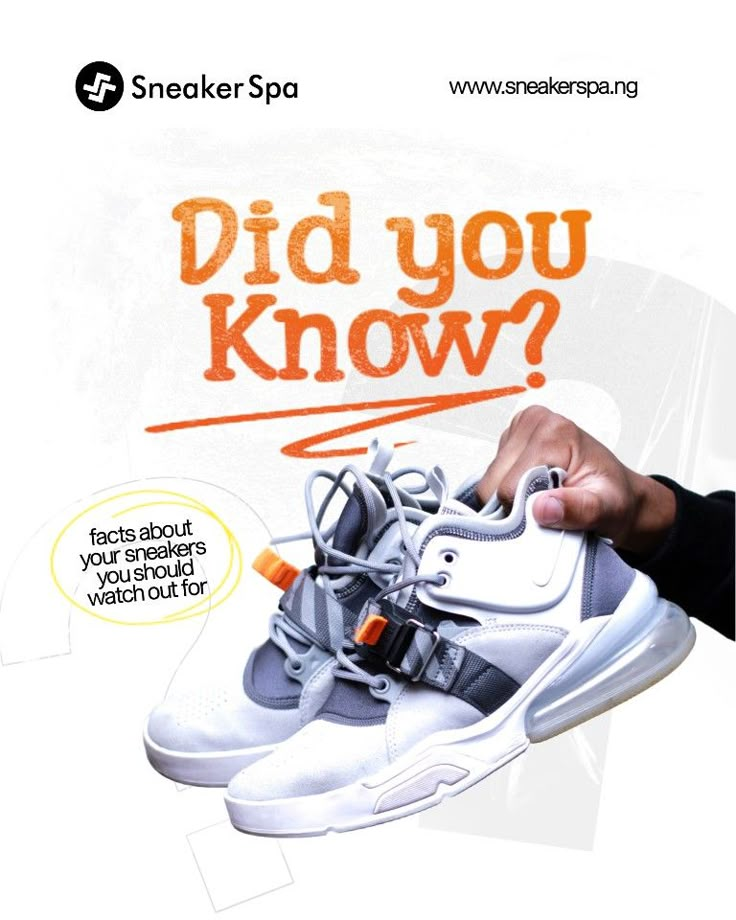 Sneaker Spa
www.sneakerspa.ng
Did you
Know?
facts about
your sneakers
you should
watch out for